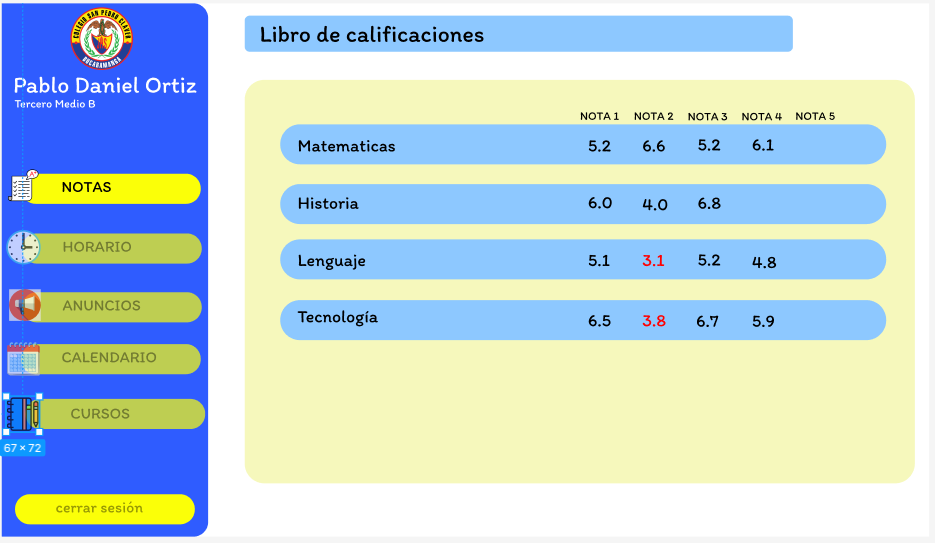 COLEGIO SAN PEDRO CLAVER
BUCARAMANGA
Pablo Daniel Ortiz
Tercero Medio B
A+
NOTAS
HORARIO
ANUNCIOS
CALENDARIO
CURSOS
67 × 72
cerrar sesión
Libro de calificaciones
NOTA 1 NOTA 2 NOTA 3 NOTA 4 NOTA 5
Matematicas 5.2 6.6 5.2 6.1
Historia 6.0 4.0 6.8
Lenguaje 5.1 3.1 5.2 4.8
Tecnología 6.5 3.8 6.7 5.9